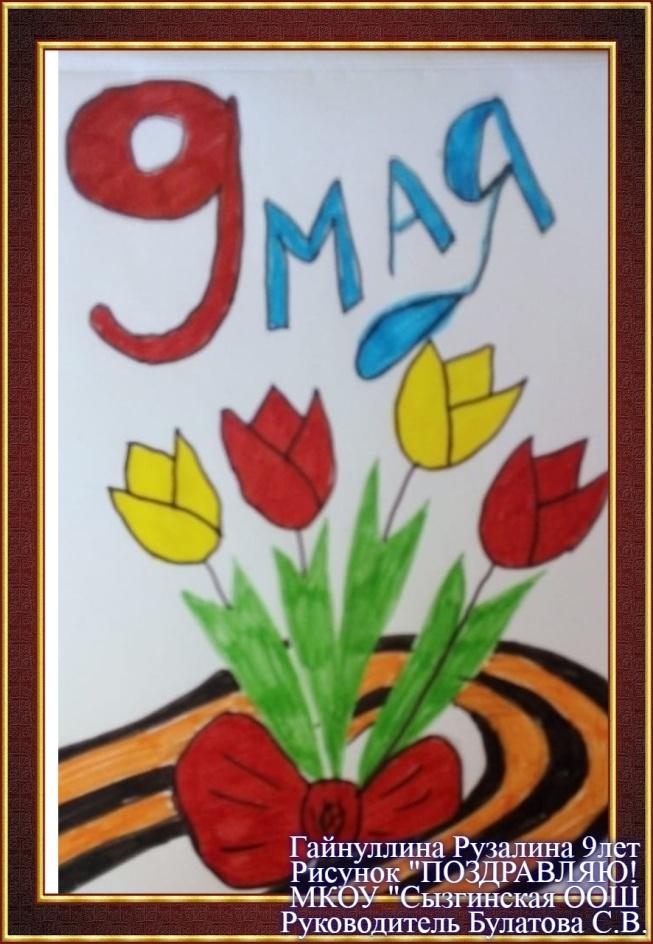 9 МАЯ
Гайнуллина Рузалина 9лет
Рисунок "ПОЗДРАВЛЯЮ!
МКОУ "Сызгинская ООШ
Руководитель Булатова С.В.